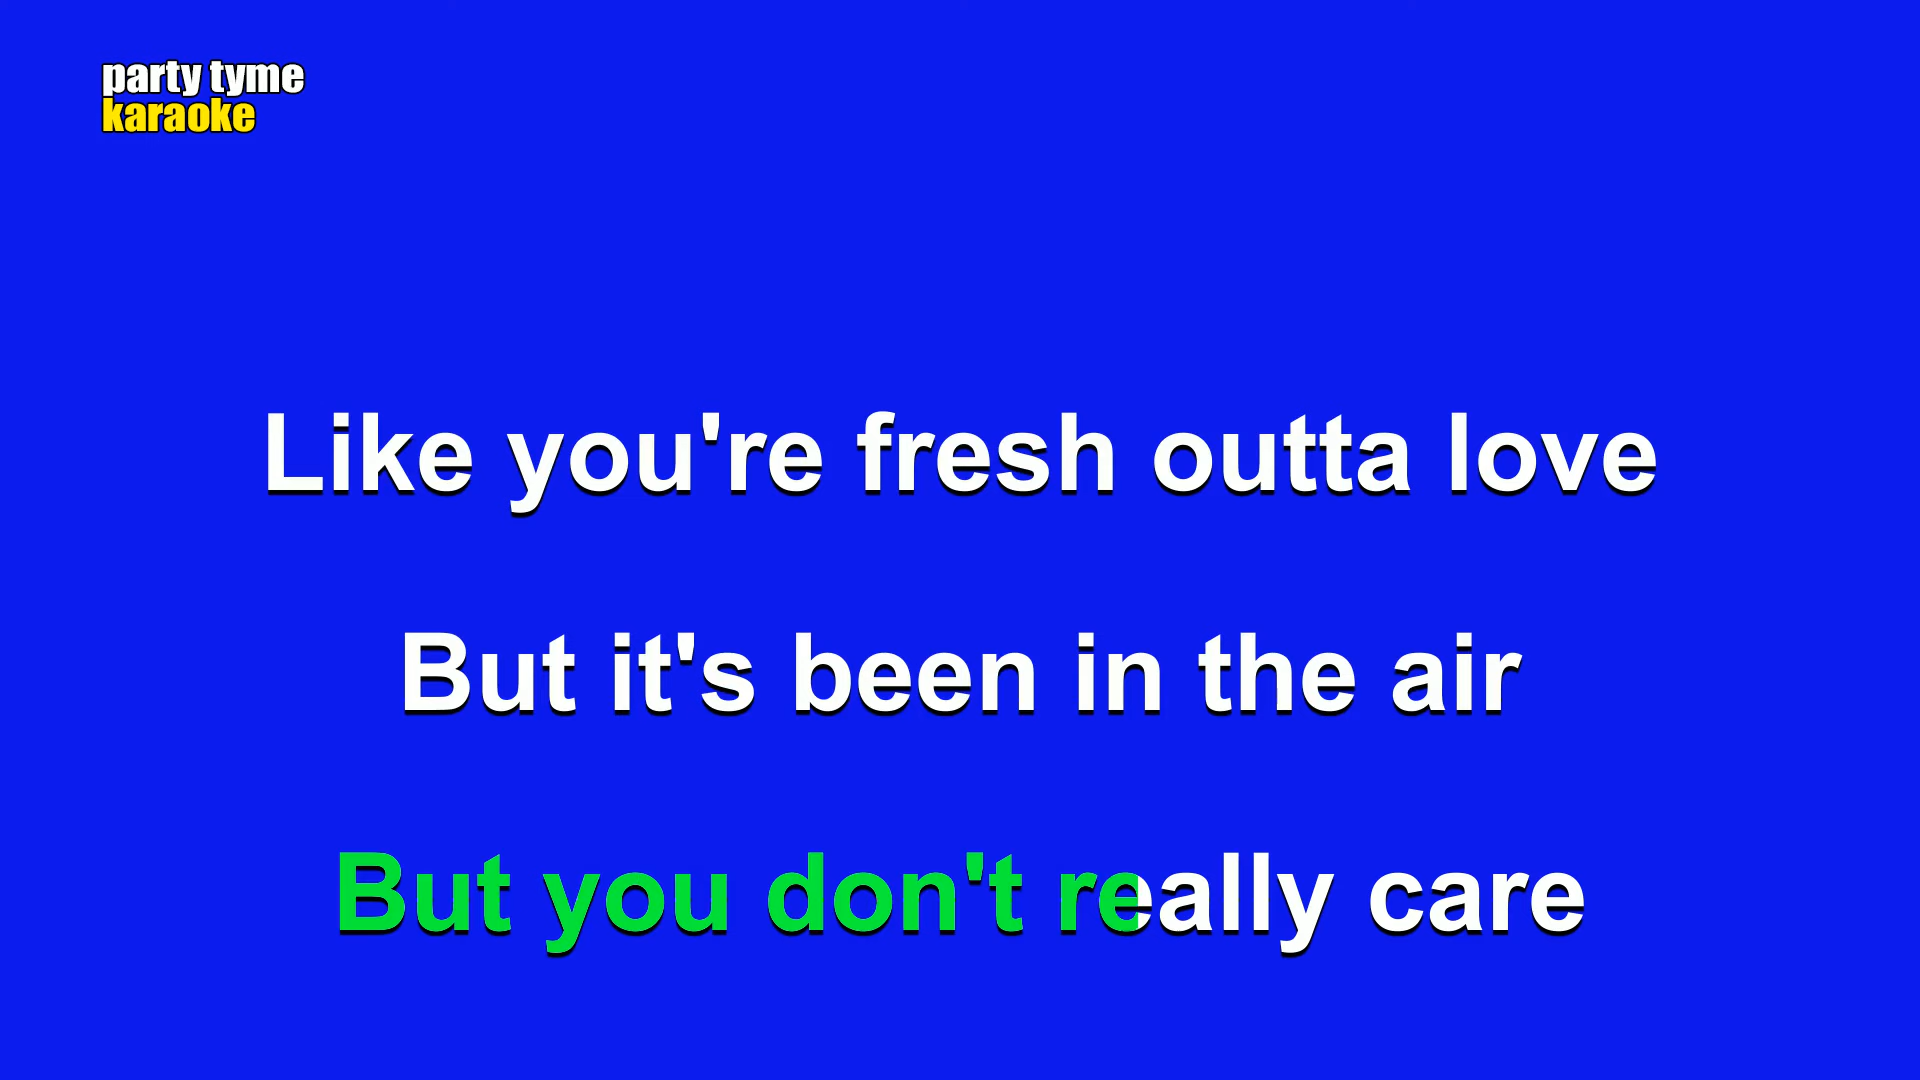 party tyme
karaoke
Like you're fresh outta love
But it's been in the air
But you don't really care